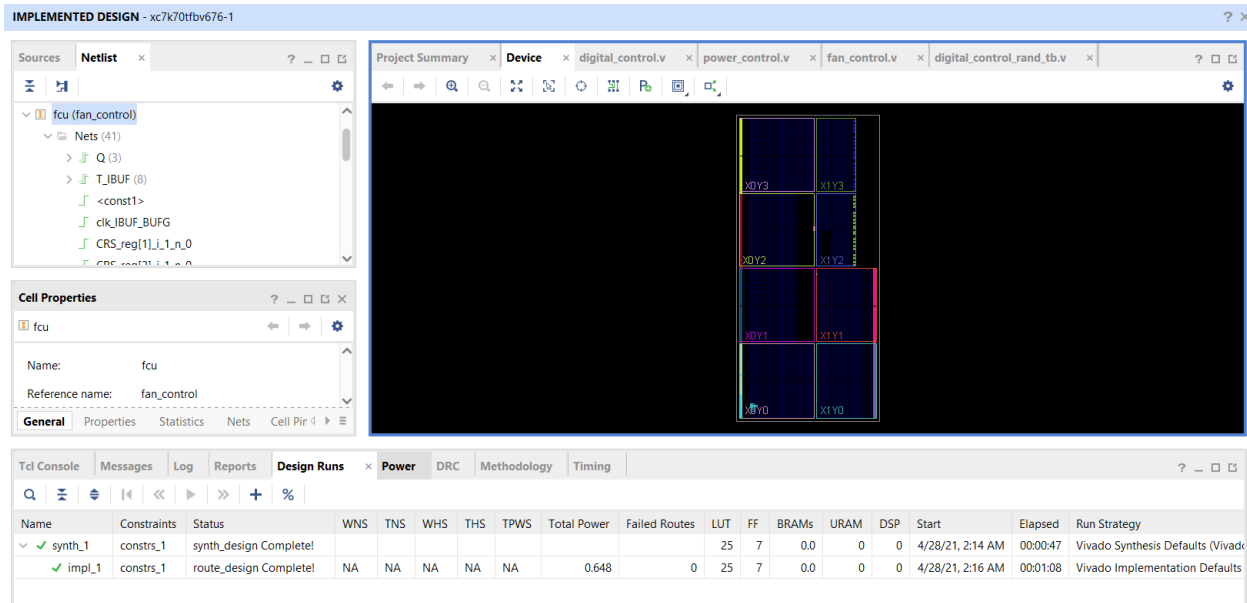 IMPLEMENTED DESIGN - xc7k70tfbv676-1
Sources Netlist
fcu (fan_control)
Nets (41)
Q (3)
T_IBUF (8)
<const1>
clk_IBUF_BUFG
CRS_reg[1]_i_1_n_0
CRS_reg[2]_i_1_n_0
Cell Properties
fcu
Name: fcu
Reference name: fan_control
General Properties Statistics Nets Cell Pin
Project Summary Device digital_control.v power_control.v fan_control.v digital_control_rand_tb.v
X0Y3 X1Y3
X0Y2 X1Y2
X0Y1 X1Y1
X0Y0 X1Y0
Tcl Console Messages Log Reports Design Runs Power DRC Methodology Timing
Name Constraints Status WNS TNS WHS THS TPWS Total Power Failed Routes LUT FF BRAMs URAM DSP Start Elapsed Run Strategy
synth_1 constrs_1 synth_design Complete! 25 7 0.0 0 0 4/28/21, 2:14 AM 00:00:47 Vivado Synthesis Defaults (Vivado
impl_1 constrs_1 route_design Complete! NA NA NA NA NA 0.648 0 25 7 0.0 0 0 4/28/21, 2:16 AM 00:01:08 Vivado Implementation Defaults